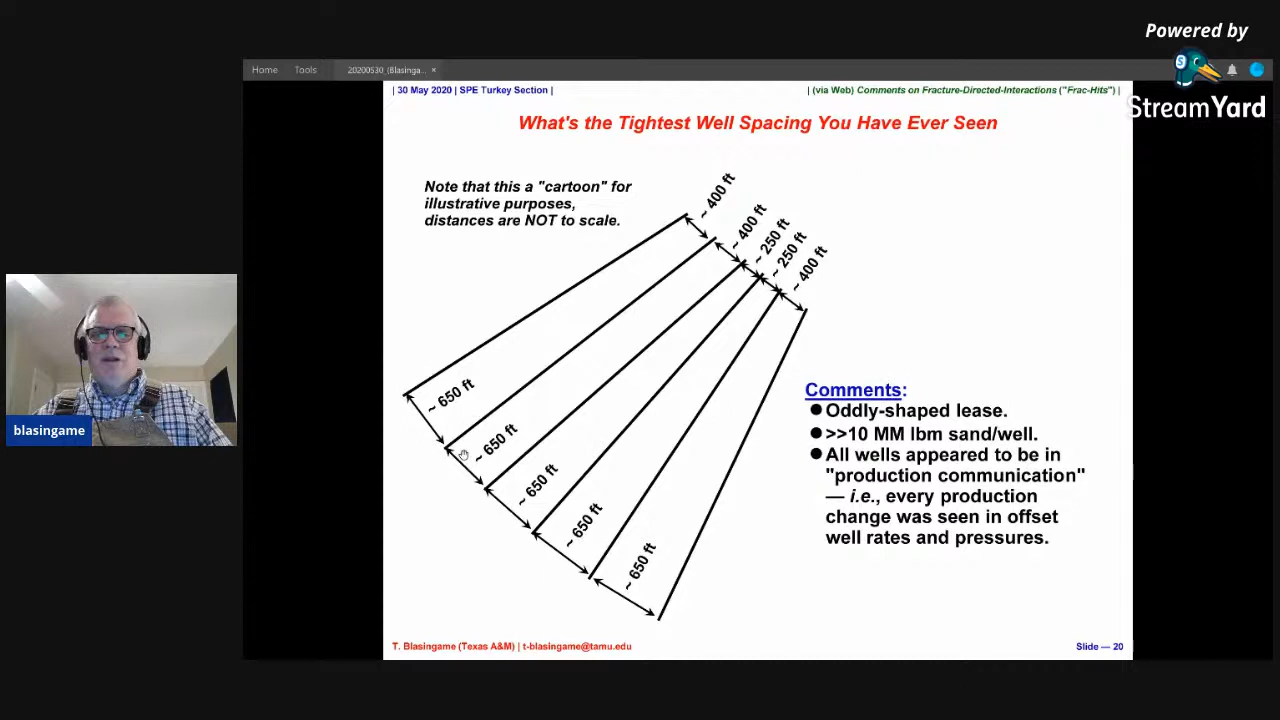 Powered by
StreamYard
Home Tools 20200530_(Blasinga... ×
| 30 May 2020 | SPE Turkey Section |
| (via Web) Comments on Fracture-Directed-Interactions ("Frac-Hits") |
What's the Tightest Well Spacing You Have Ever Seen
Note that this a "cartoon" for
illustrative purposes,
distances are NOT to scale.
~ 400 ft
~ 400 ft
~ 250 ft
~ 250 ft
~ 400 ft
~ 650 ft
~ 650 ft
~ 650 ft
~ 650 ft
~ 650 ft
Comments:
● Oddly-shaped lease.
● >>10 MM lbm sand/well.
● All wells appeared to be in
"production communication"
— i.e., every production
change was seen in offset
well rates and pressures.
blasingame
T. Blasingame (Texas A&M) | t-blasingame@tamu.edu
Slide — 20